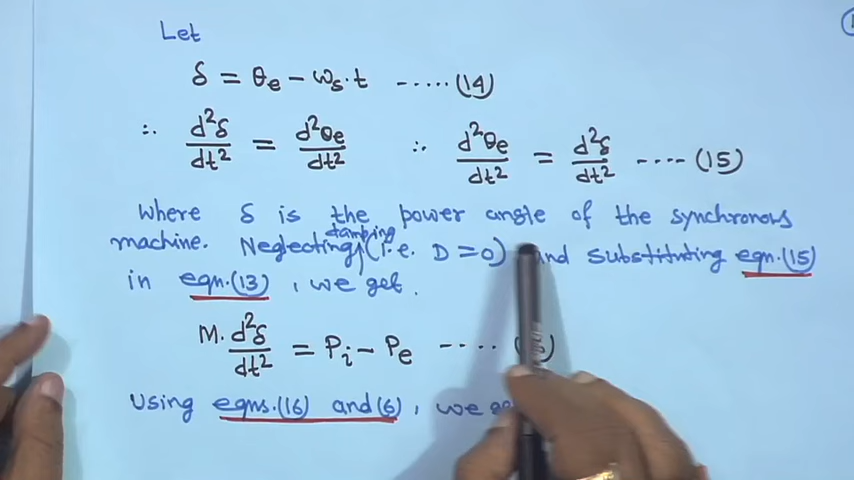 Let
δ = θe − ωs.t ----- (14)
∴ d²δ/dt² = d²θe/dt² ∴ d²θe/dt² = d²δ/dt² ---- (15)
where δ is the power angle of the synchronous
damping
machine. Neglecting (i.e. D = 0) and substituting eqn.(15)
in eqn.(13), we get.
M. d²δ/dt² = Pi − Pe ----
Using eqns.(16) and (6), we get